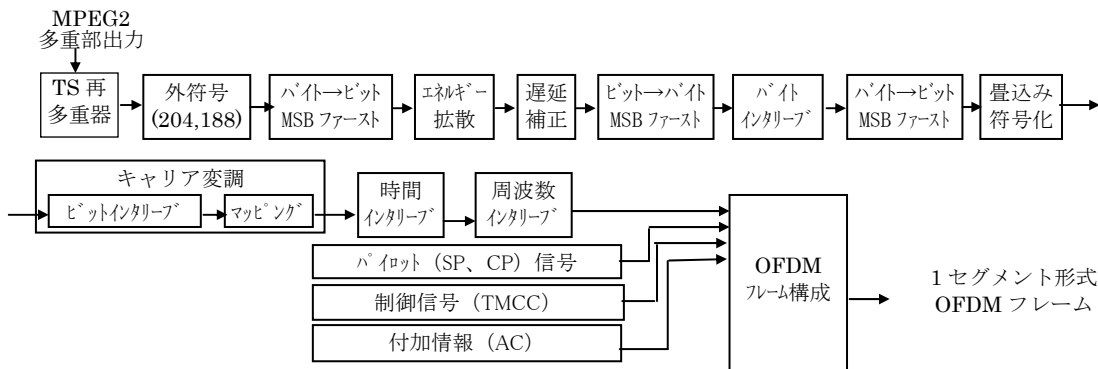 MPEG2
多重部出力
TS 再
多重器
外符号
(204,188)
ﾊﾞｲﾄ→ﾋﾞｯﾄ
MSB ﾌｧｰｽﾄ
ｴﾈﾙｷﾞｰ
拡散
遅延
補正
ﾋﾞｯﾄ→ﾊﾞｲﾄ
MSB ﾌｧｰｽﾄ
ﾊﾞｲﾄ
ｲﾝﾀﾘｰﾌﾞ
ﾊﾞｲﾄ→ﾋﾞｯﾄ
MSB ﾌｧｰｽﾄ
畳込み
符号化
キャリア変調
ﾋﾞｯﾄｲﾝﾀﾘｰﾌﾞ
ﾏｯﾋﾟﾝｸﾞ
時間
ｲﾝﾀﾘｰﾌﾞ
周波数
ｲﾝﾀﾘｰﾌﾞ
ﾊﾟｲﾛｯﾄ（SP、CP）信号
制御信号（TMCC）
付加情報（AC）
OFDM
ﾌﾚｰﾑ構成
1 セグメント形式
OFDM フレーム